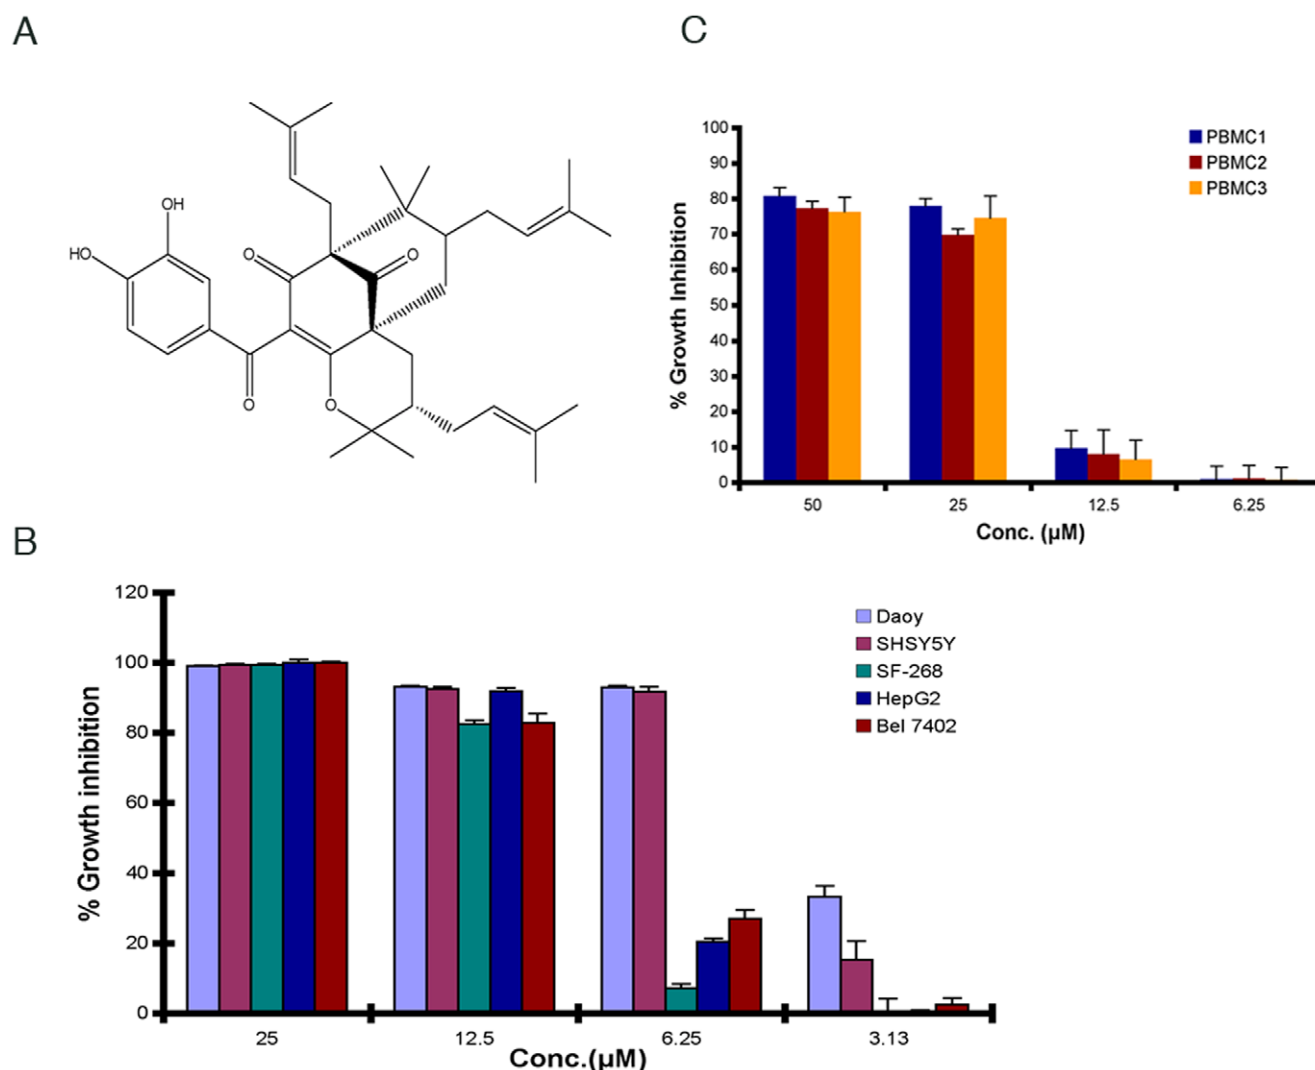 A
OH
HO
O
O
O
O
C
100
90
80
70
60
50
40
30
20
10
0
% Growth Inhibition
50 25 12.5 6.25
Conc. (µM)
PBMC1
PBMC2
PBMC3
B
120
100
80
60
40
20
0
% Growth inhibition
25 12.5 6.25 3.13
Conc.(µM)
Daoy
SHSY5Y
SF-268
HepG2
Bel 7402